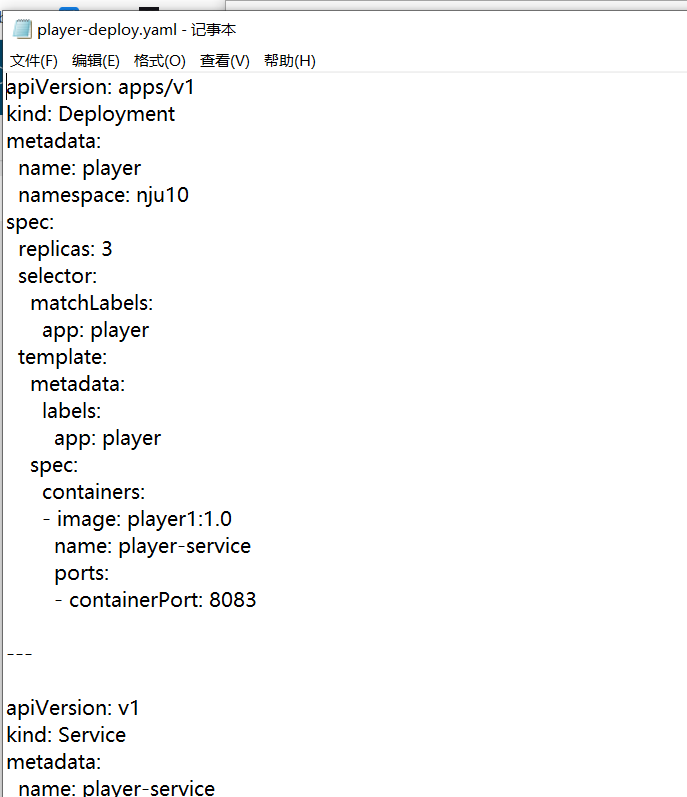 player-deploy.yaml - 记事本
文件(F) 编辑(E) 格式(O) 查看(V) 帮助(H)
apiVersion: apps/v1
kind: Deployment
metadata:
  name: player
  namespace: nju10
spec:
  replicas: 3
  selector:
    matchLabels:
      app: player
  template:
    metadata:
      labels:
        app: player
    spec:
      containers:
      - image: player1:1.0
        name: player-service
        ports:
        - containerPort: 8083

---

apiVersion: v1
kind: Service
metadata:
  name: player-service